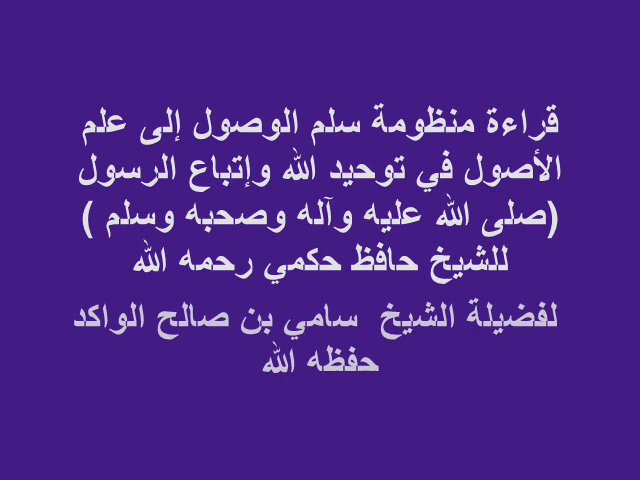 قراءة منظومة سلم الوصول إلى علم
الأصول في توحيد الله وإتباع الرسول
(صلى الله عليه وآله وصحبه وسلم )
للشيخ حافظ حكمي رحمه الله
لفضيلة الشيخ سامي بن صالح الواكد
حفظه الله